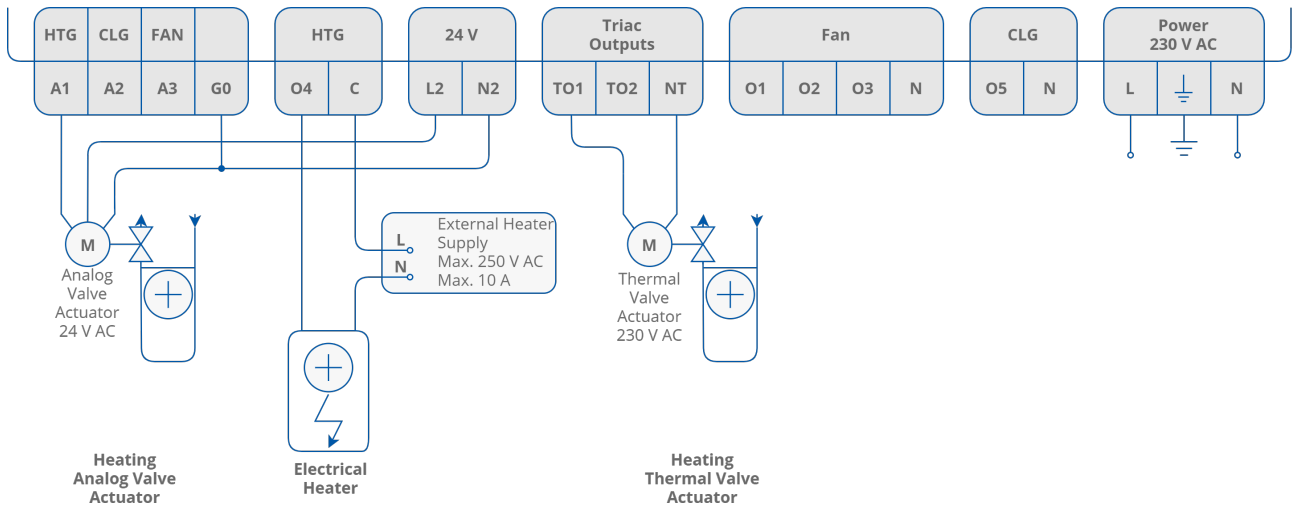 HTG CLG FAN
HTG
24 V
Triac
Outputs
Fan
CLG
Power
230 V AC
A1 A2 A3 G0
O4 C
L2 N2
TO1 TO2 NT
O1 O2 O3 N
O5 N
L N
M
Analog
Valve
Actuator
24 V AC
L
N
External Heater
Supply
Max. 250 V AC
Max. 10 A
M
Thermal
Valve
Actuator
230 V AC
Heating
Analog Valve
Actuator
Electrical
Heater
Heating
Thermal Valve
Actuator